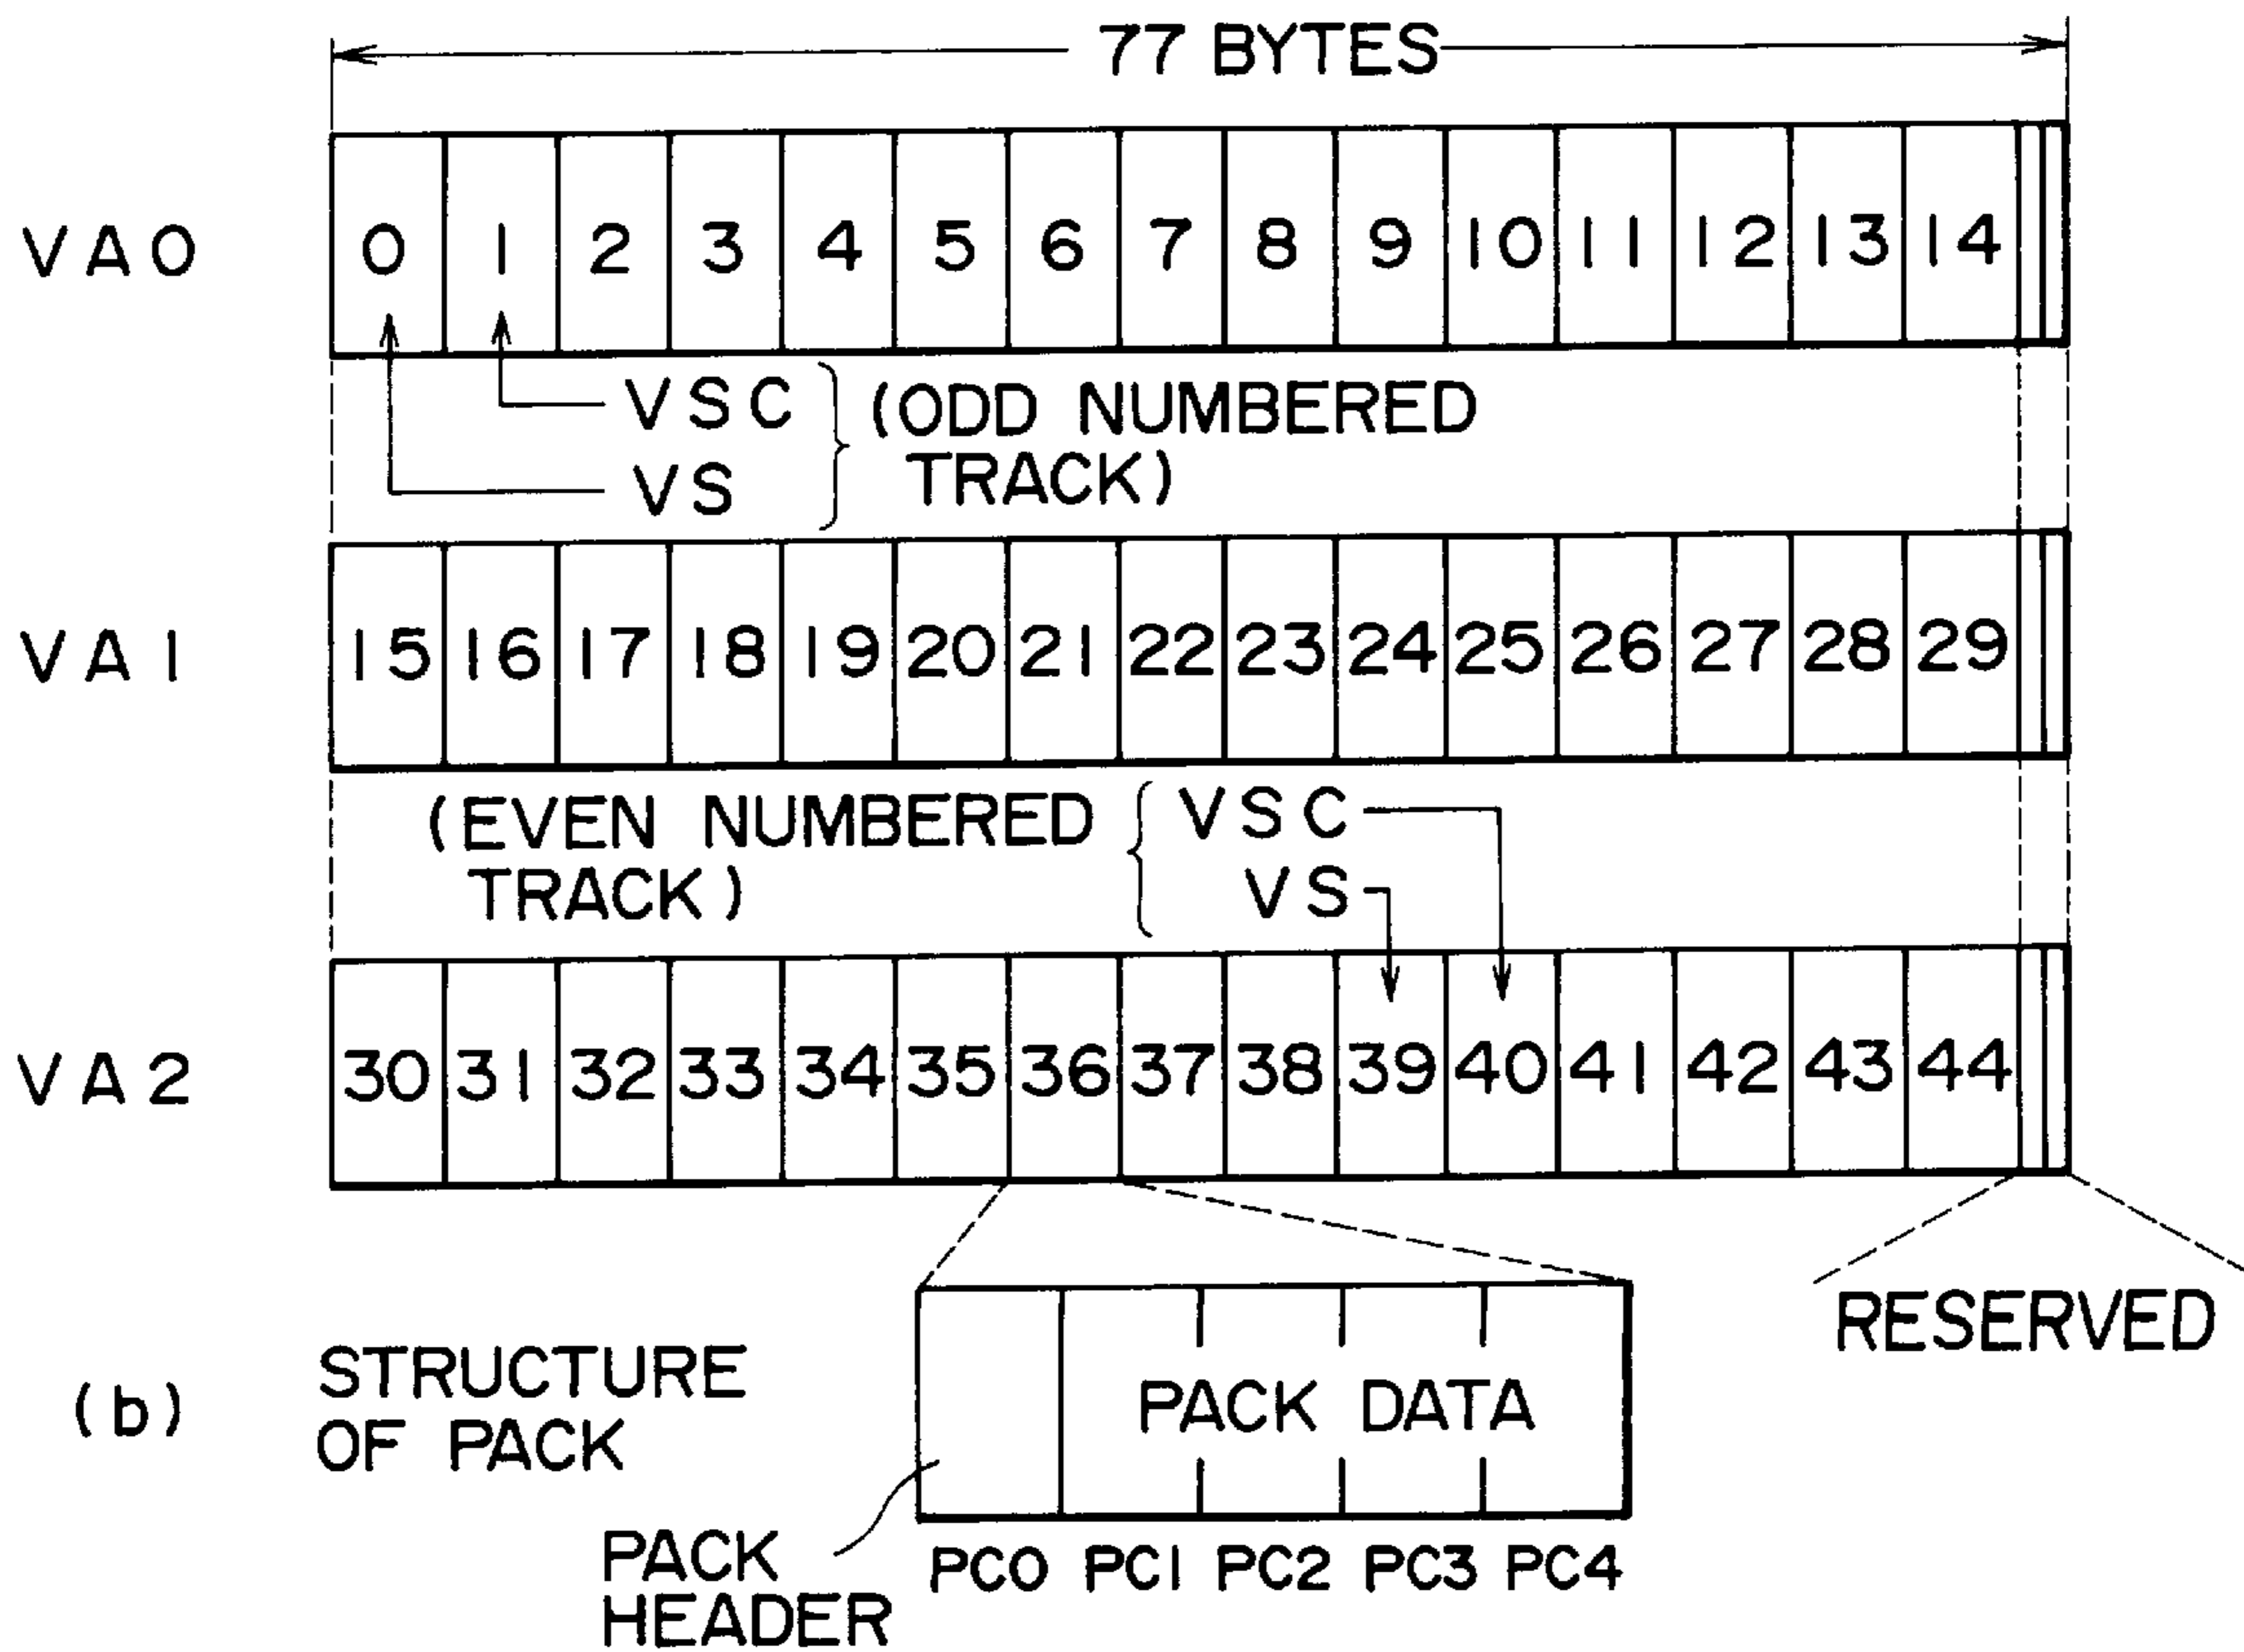 77 BYTES
VA0 0 1 2 3 4 5 6 7 8 9 10 11 12 13 14
VSC
VS
(ODD NUMBERED
TRACK)
VA1 15 16 17 18 19 20 21 22 23 24 25 26 27 28 29
(EVEN NUMBERED
TRACK)
VSC
VS
VA2 30 31 32 33 34 35 36 37 38 39 40 41 42 43 44
RESERVED
(b)
STRUCTURE
OF PACK
PACK DATA
PACK
HEADER
PC0 PC1 PC2 PC3 PC4